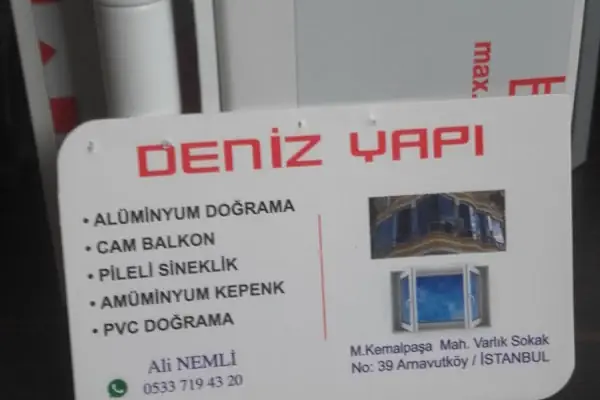 max.
DENİZ YAPI
• ALÜMİNYUM DOĞRAMA
• CAM BALKON
• PİLELİ SİNEKLİK
• AMÜMİNYUM KEPENK
• PVC DOĞRAMA
Ali NEMLİ
0533 719 43 20
M.Kemalpaşa Mah. Varlık Sokak
No: 39 Arnavutköy / İSTANBUL